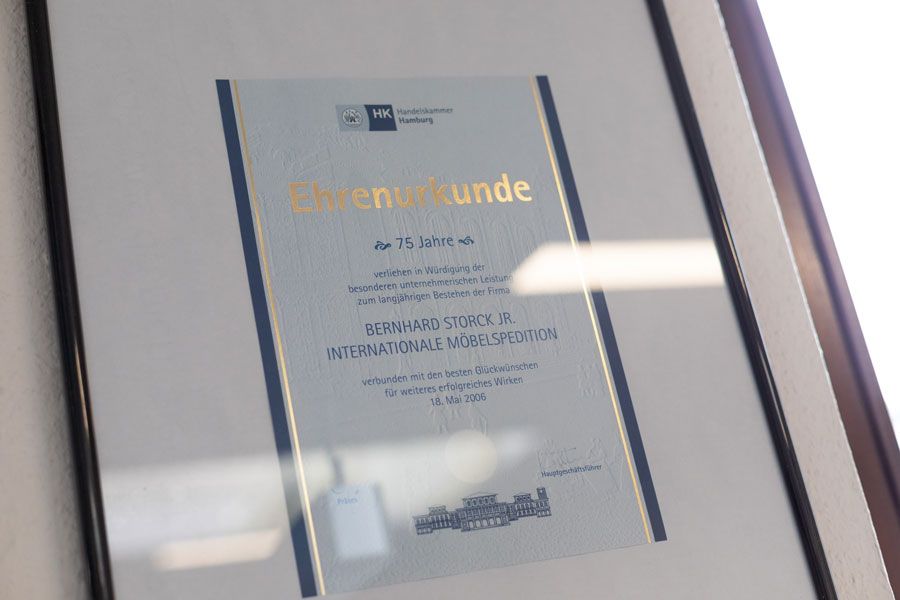 HK Handelskammer
Hamburg
Ehrenurkunde
75 Jahre
verliehen in Würdigung der
besonderen unternehmerischen Leistung
zum langjährigen Bestehen der Firma
BERNHARD STORCK JR.
INTERNATIONALE MÖBELSPEDITION
verbunden mit den besten Glückwünschen
für weiteres erfolgreiches Wirken
18. Mai 2006
Hauptgeschäftsführer
Präses